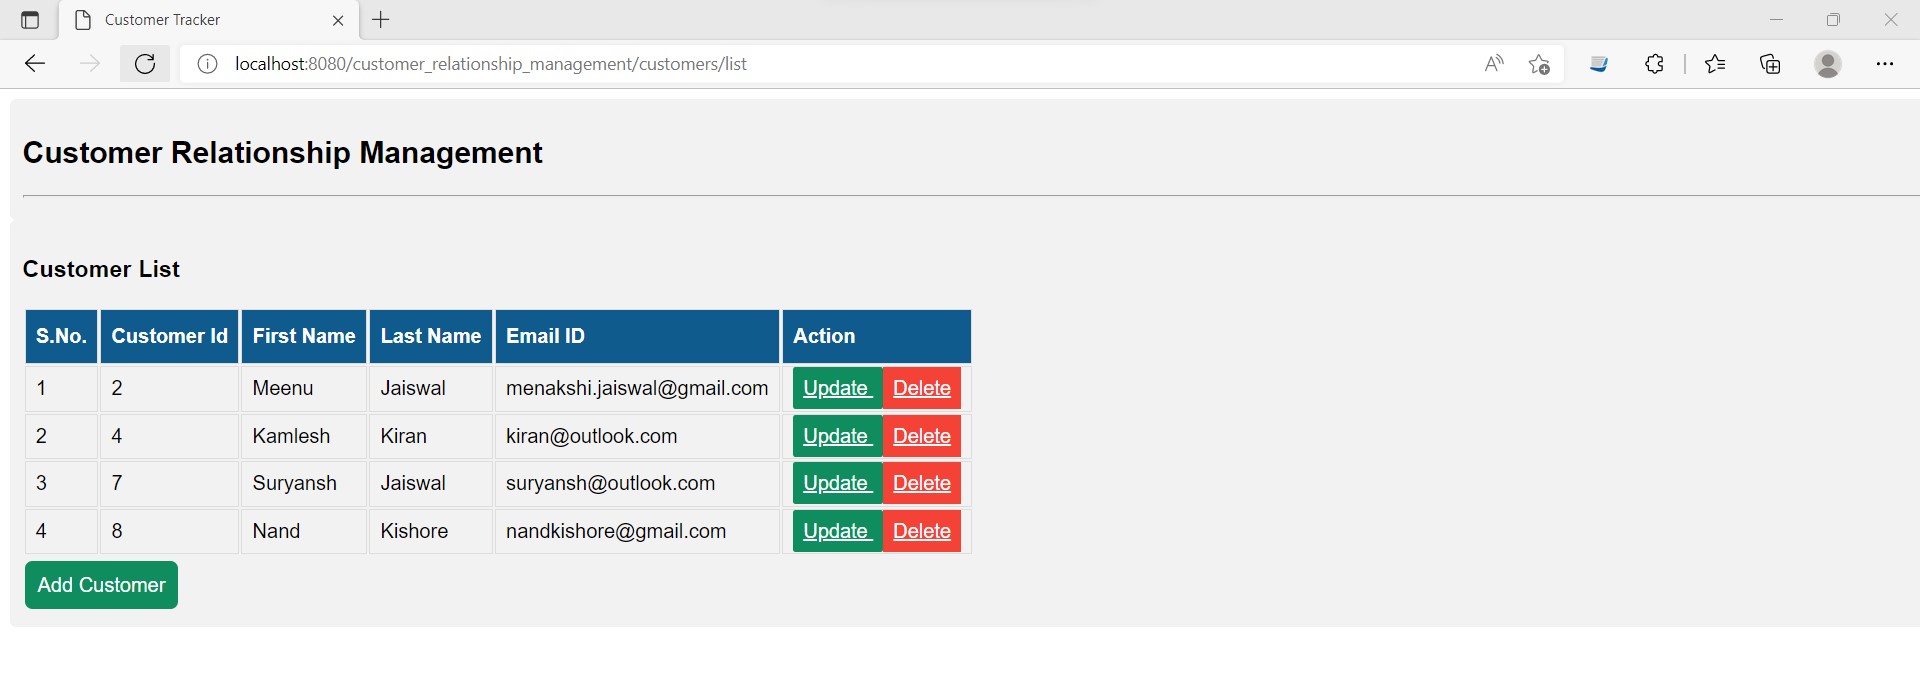 Customer Tracker
localhost:8080/customer_relationship_management/customers/list
Customer Relationship Management
Customer List
S.No. Customer Id First Name Last Name Email ID Action
1 2 Meenu Jaiswal menakshi.jaiswal@gmail.com Update Delete
2 4 Kamlesh Kiran kiran@outlook.com Update Delete
3 7 Suryansh Jaiswal suryansh@outlook.com Update Delete
4 8 Nand Kishore nandkishore@gmail.com Update Delete
Add Customer